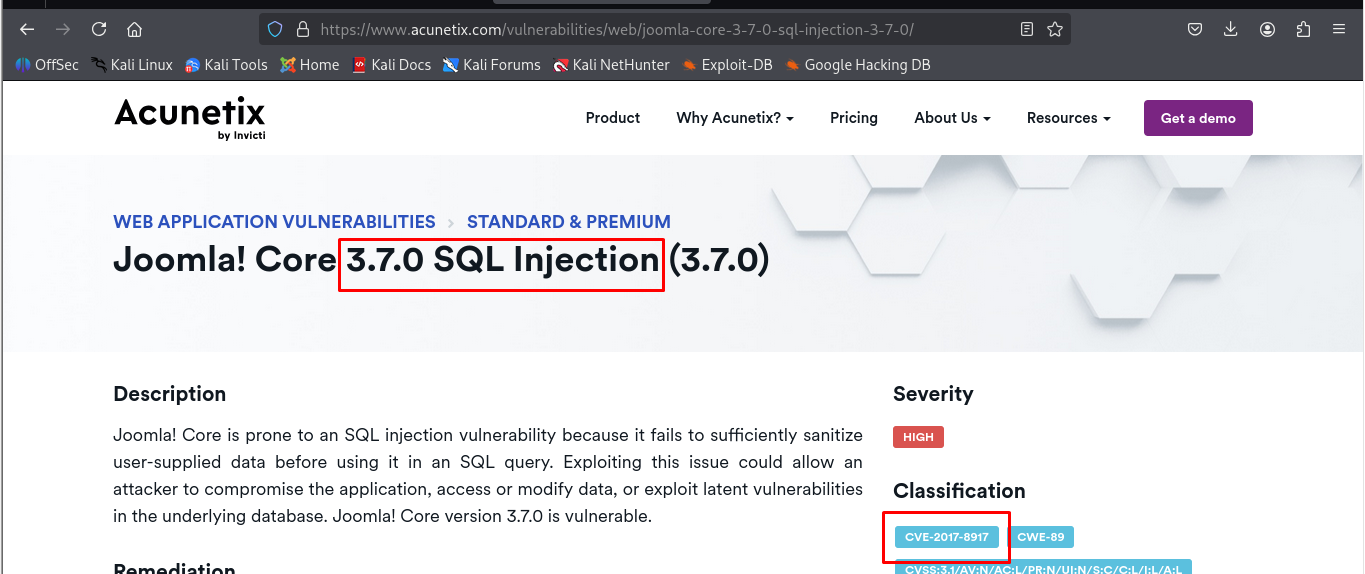 https://www.acunetix.com/vulnerabilities/web/joomla-core-3-7-0-sql-injection-3-7-0/
OffSec Kali Linux Kali Tools Home Kali Docs Kali Forums Kali NetHunter Exploit-DB Google Hacking DB
Acunetix
by Invicti
Product Why Acunetix? Pricing About Us Resources Get a demo
WEB APPLICATION VULNERABILITIES › STANDARD & PREMIUM
Joomla! Core 3.7.0 SQL Injection (3.7.0)
Description
Joomla! Core is prone to an SQL injection vulnerability because it fails to sufficiently sanitize
user-supplied data before using it in an SQL query. Exploiting this issue could allow an
attacker to compromise the application, access or modify data, or exploit latent vulnerabilities
in the underlying database. Joomla! Core version 3.7.0 is vulnerable.
Remediation
Severity
HIGH
Classification
CVE-2017-8917 CWE-89
CVSS:3.1/AV:N/AC:L/PR:N/UI:N/S:C/C:L/I:L/A:L